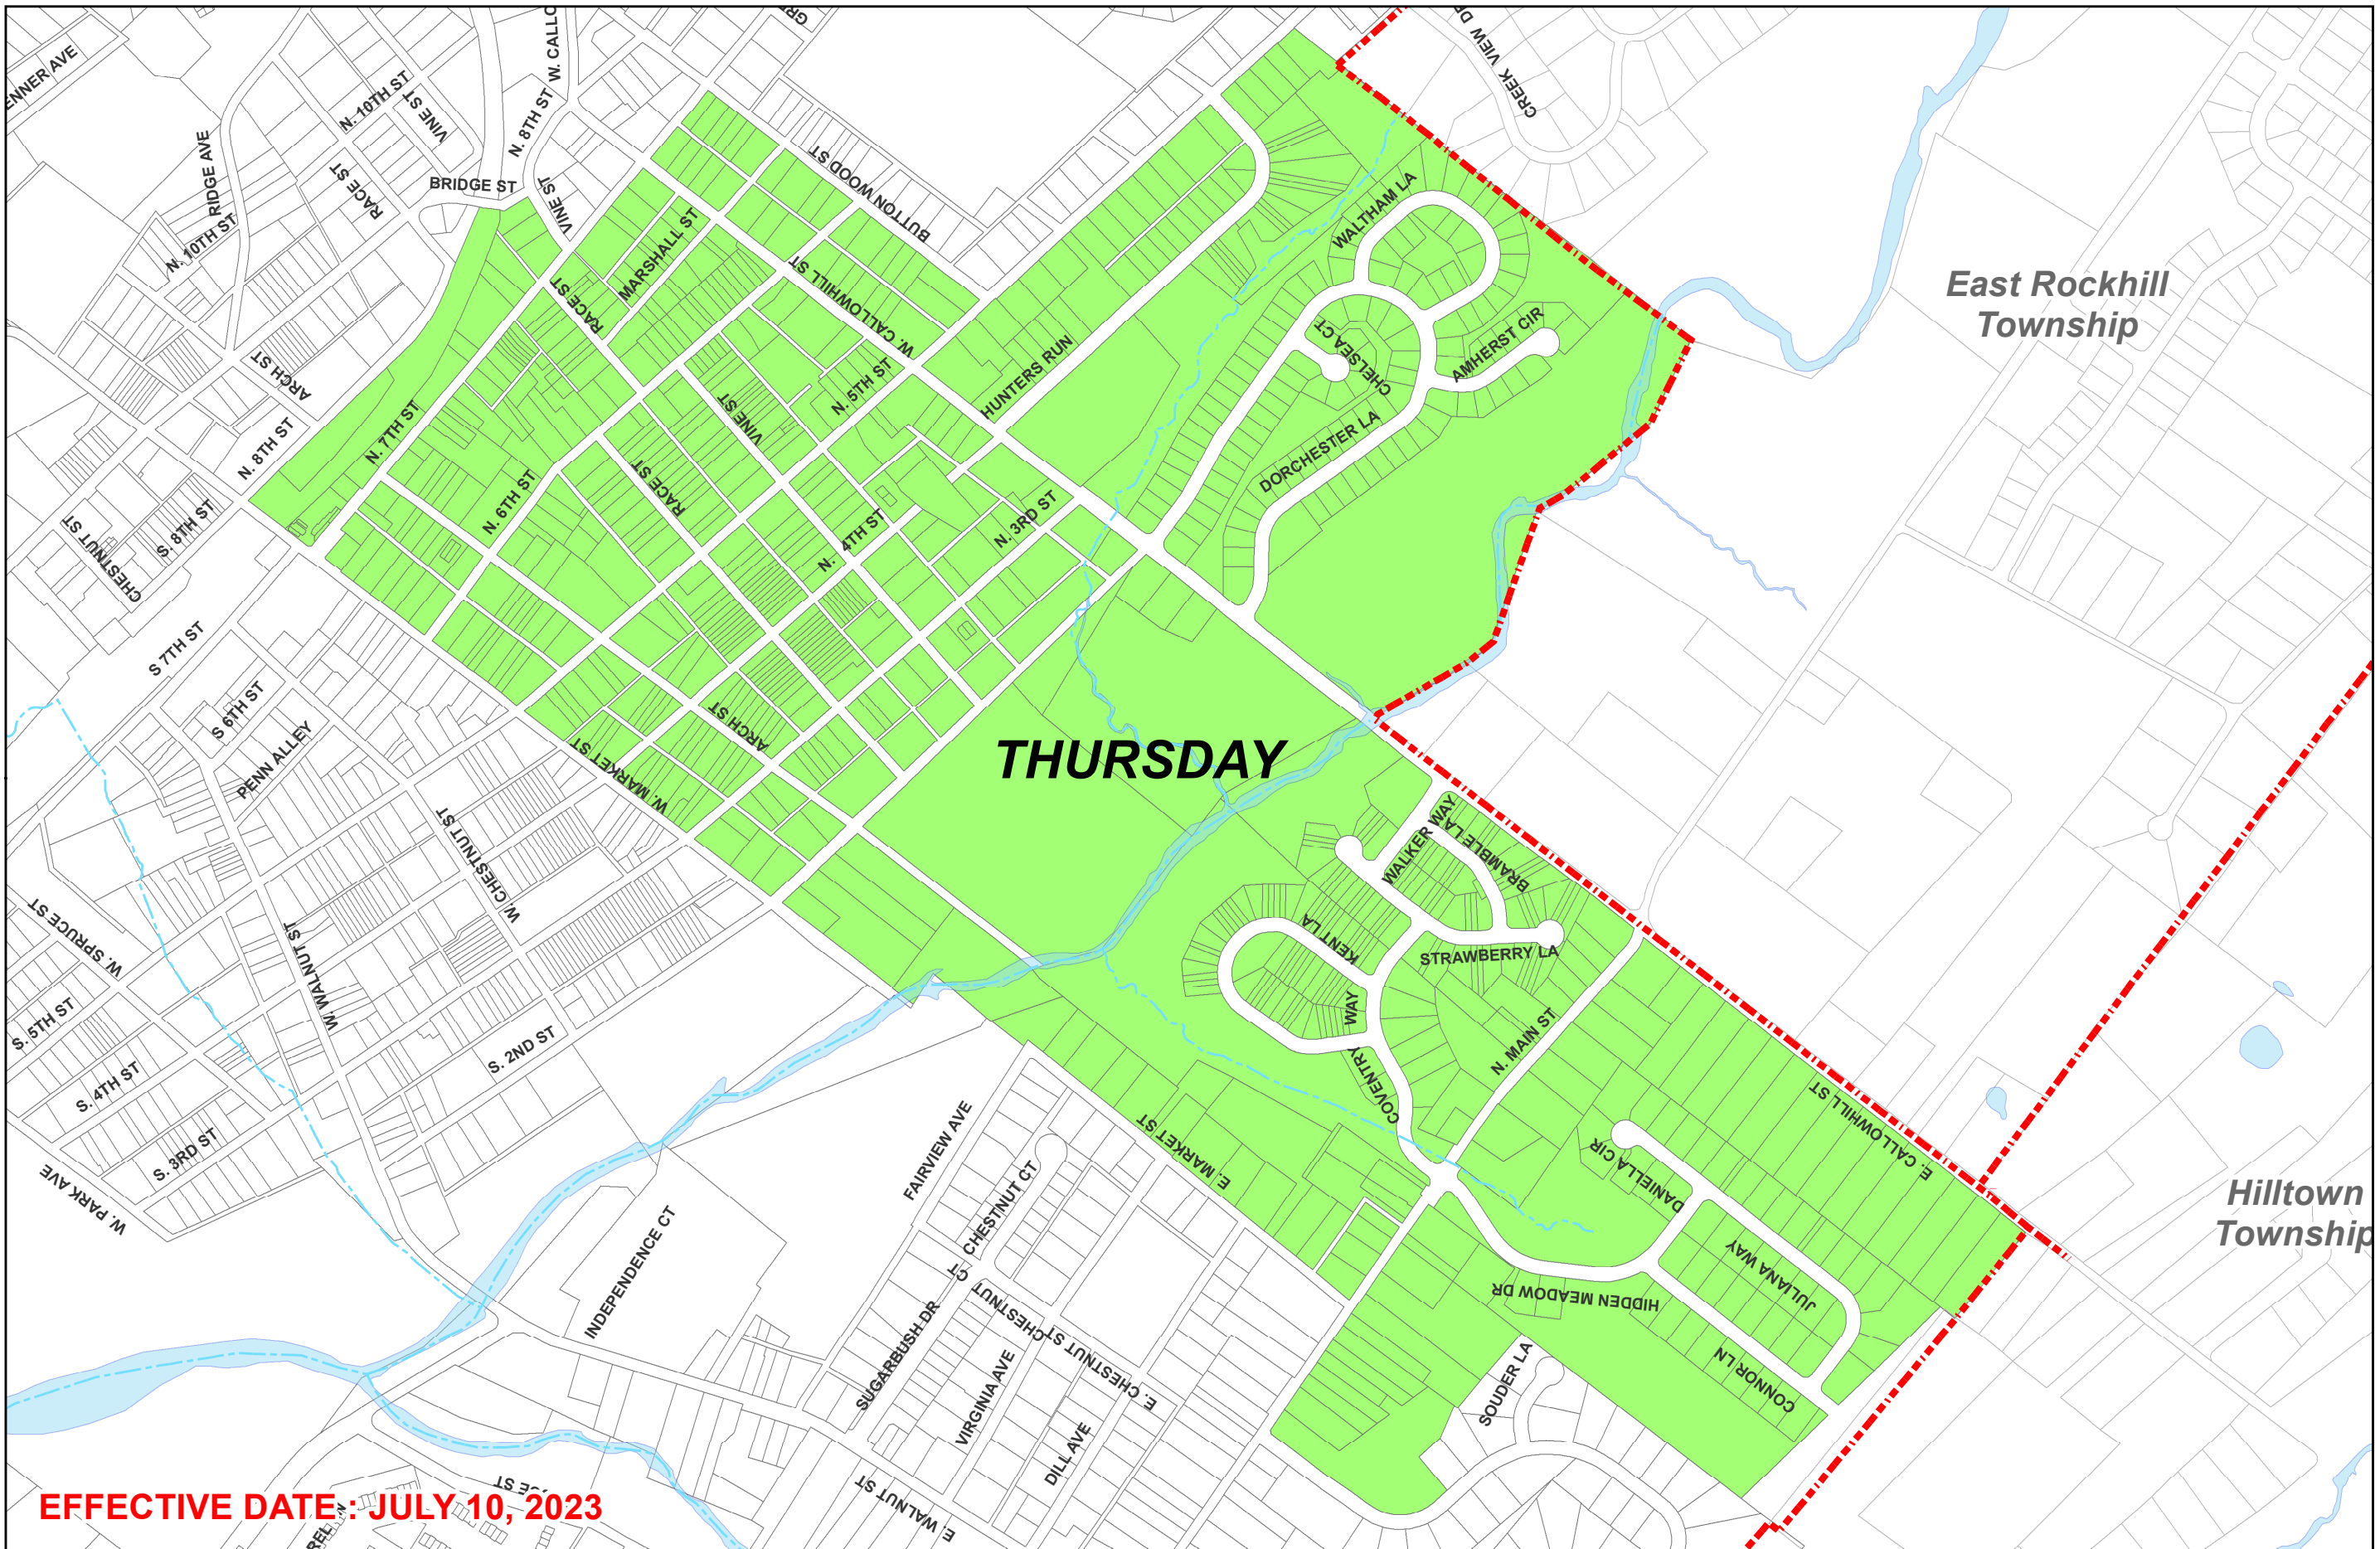 W. CALLO
CREEK VIEW DR
N. 10TH ST
VINE ST
N. 8TH ST
RIDGE AVE
RACE ST
BRIDGE ST
VINE ST
BUTTONWOOD ST
WALTHAM LA
N. 10TH ST
MARSHALL ST
W. CALLOWHILL ST
RACE ST
East Rockhill
Township
CHELSEA CT
AMHERST CIR
ARCH ST
HUNTERS RUN
N. 5TH ST
N. 7TH ST
VINE ST
DORCHESTER LA
N. 8TH ST
RACE ST
N. 6TH ST
N. 4TH ST
N. 3RD ST
S. 8TH ST
CHESTNUT ST
S 7TH ST
S 6TH ST
PENN ALLEY
ARCH ST
W. MARKET ST
THURSDAY
WALKER WAY
BRAMBLE LA
W. CHESTNUT ST
W. SPRUCE ST
W. WALNUT ST
KENT LA
STRAWBERRY LA
S. 5TH ST
S. 2ND ST
COVENTRY WAY
N. MAIN ST
S. 4TH ST
S. 3RD ST
W. PARK AVE
FAIRVIEW AVE
E. MARKET ST
E. CALLOWHILL ST
DANIELLA CIR
Hilltown
Township
CHESTNUT CT
INDEPENDENCE CT
JULIANA WAY
CHESTNUT CT
HIDDEN MEADOW DR
SUGARBUSH DR
E. CHESTNUT ST
VIRGINIA AVE
SOUDER LA
CONNOR LN
DILL AVE
E. WALNUT ST
EFFECTIVE DATE : JULY 10, 2023